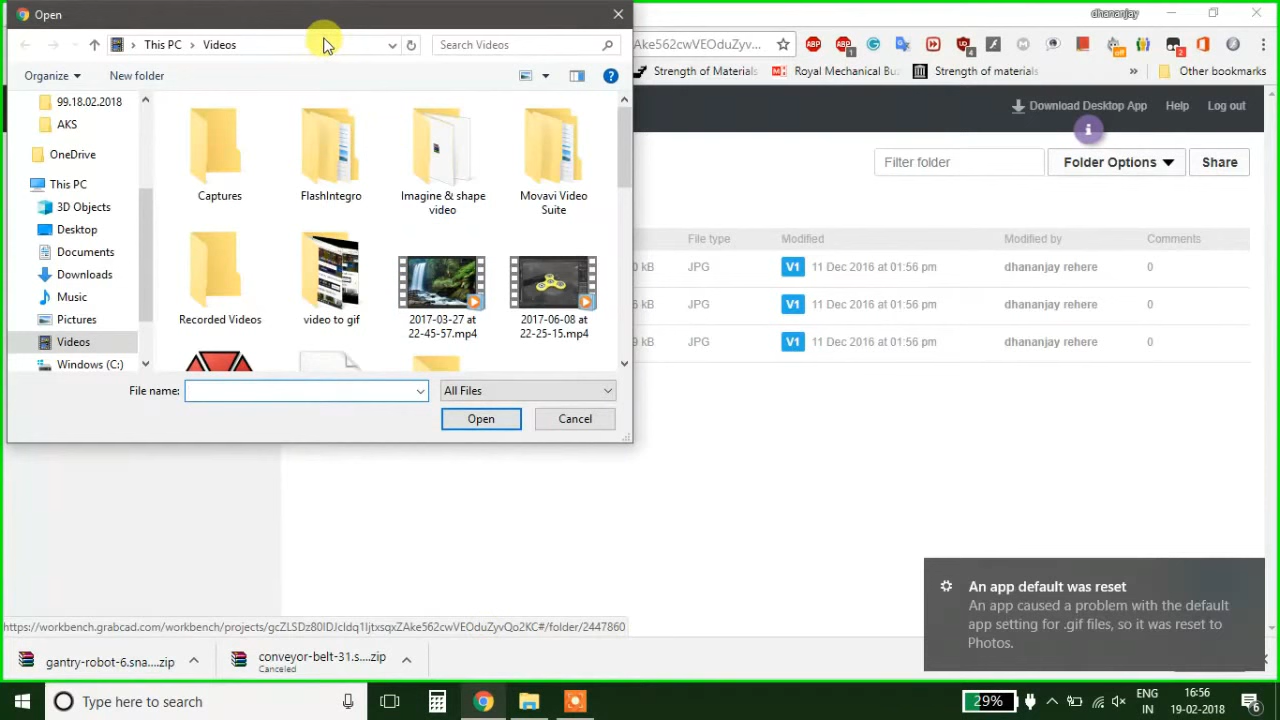 Open
dhananjay
This PC
Videos
Search Videos
Ake562cwVEOduZyv...
Organize
New folder
Strength of Materials
Royal Mechanical Bu
Strength of materials
»
Other bookmarks
99.18.02.2018
AKS
OneDrive
This PC
3D Objects
Desktop
Documents
Downloads
Music
Pictures
Videos
Windows (C:)
Captures
FlashIntegro
Imagine & shape
video
Movavi Video
Suite
Recorded Videos
video to gif
2017-03-27 at
22-45-57.mp4
2017-06-08 at
22-25-15.mp4
File name:
All Files
Open
Cancel
Download Desktop App
Help
Log out
Filter folder
Folder Options
Share
File type
Modified
Modified by
Comments
0 kB
JPG
V1
11 Dec 2016 at 01:56 pm
dhananjay rehere
0
6 kB
JPG
V1
11 Dec 2016 at 01:56 pm
dhananjay rehere
0
9 kB
JPG
V1
11 Dec 2016 at 01:56 pm
dhananjay rehere
0
An app default was reset
An app caused a problem with the default
app setting for .gif files, so it was reset to
Photos.
gantry-robot-6.sna....zip
conveyor-belt-31.s....zip
Canceled
Type here to search
29%
ENG
IN
16:56
19-02-2018
6